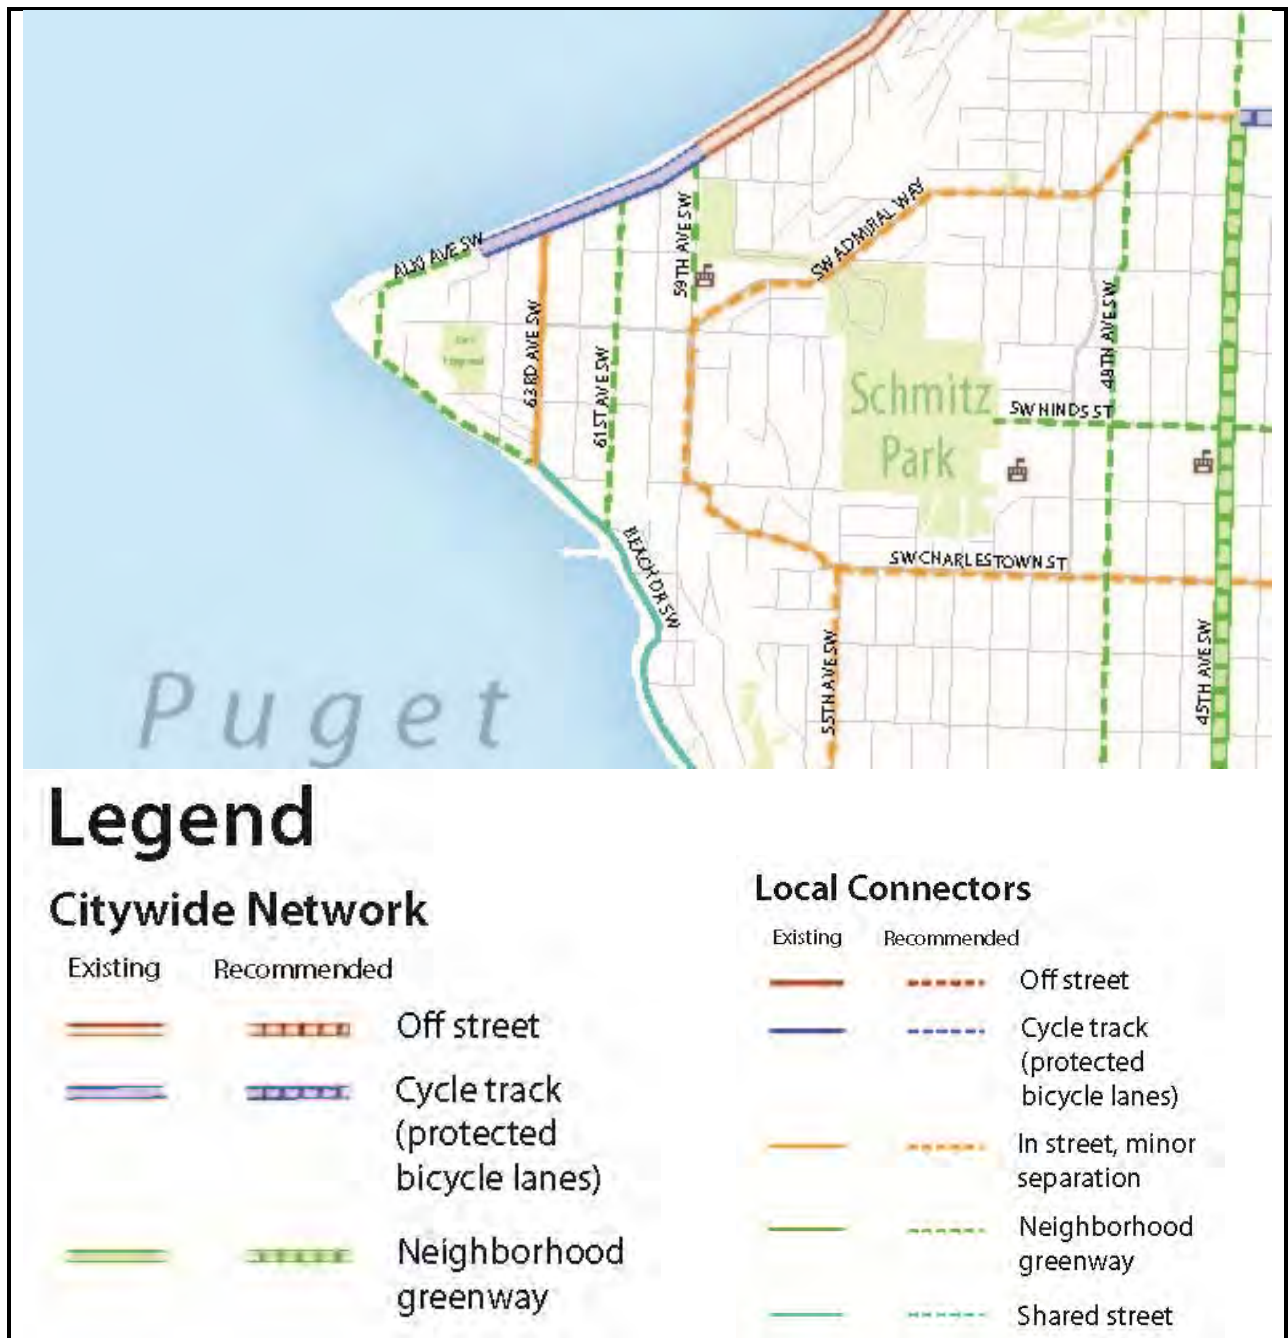 ALKI AVE SW
59TH AVE SW
SW ADMIRAL WAY
63RD AVE SW
61ST AVE SW
49TH AVE SW
SW HINDS ST
Schmitz
Park
BEACH DR SW
SW CHARLESTOWN ST
55TH AVE SW
45TH AVE SW
Puget
Legend
Citywide Network
Existing Recommended
Off street
Cycle track
(protected
bicycle lanes)
Neighborhood
greenway
Local Connectors
Existing Recommended
Off street
Cycle track
(protected
bicycle lanes)
In street, minor
separation
Neighborhood
greenway
Shared street